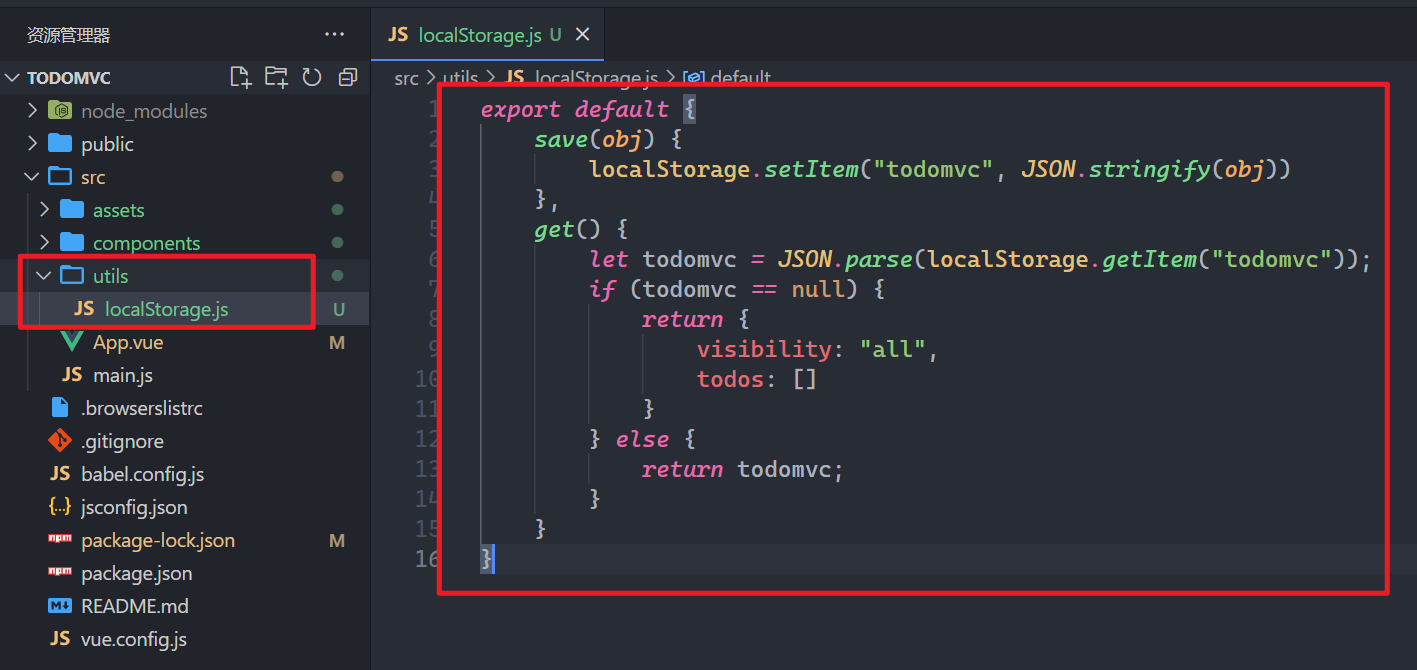 资源管理器
...
TODOMVC
node_modules
public
src
assets
components
utils
JS localStorage.js U
App.vue M
JS main.js
.browserslistrc
.gitignore
JS babel.config.js
{..} jsconfig.json
npm package-lock.json M
npm package.json
M README.md
JS vue.config.js
JS localStorage.js U ×
src > utils > JS localStorage.js > default
1 export default {
2 save(obj) {
3 localStorage.setItem("todomvc", JSON.stringify(obj))
4 },
5 get() {
6 let todomvc = JSON.parse(localStorage.getItem("todomvc"));
7 if (todomvc == null) {
8 return {
9 visibility: "all",
10 todos: []
11 }
12 } else {
13 return todomvc;
14 }
15 }
16 }